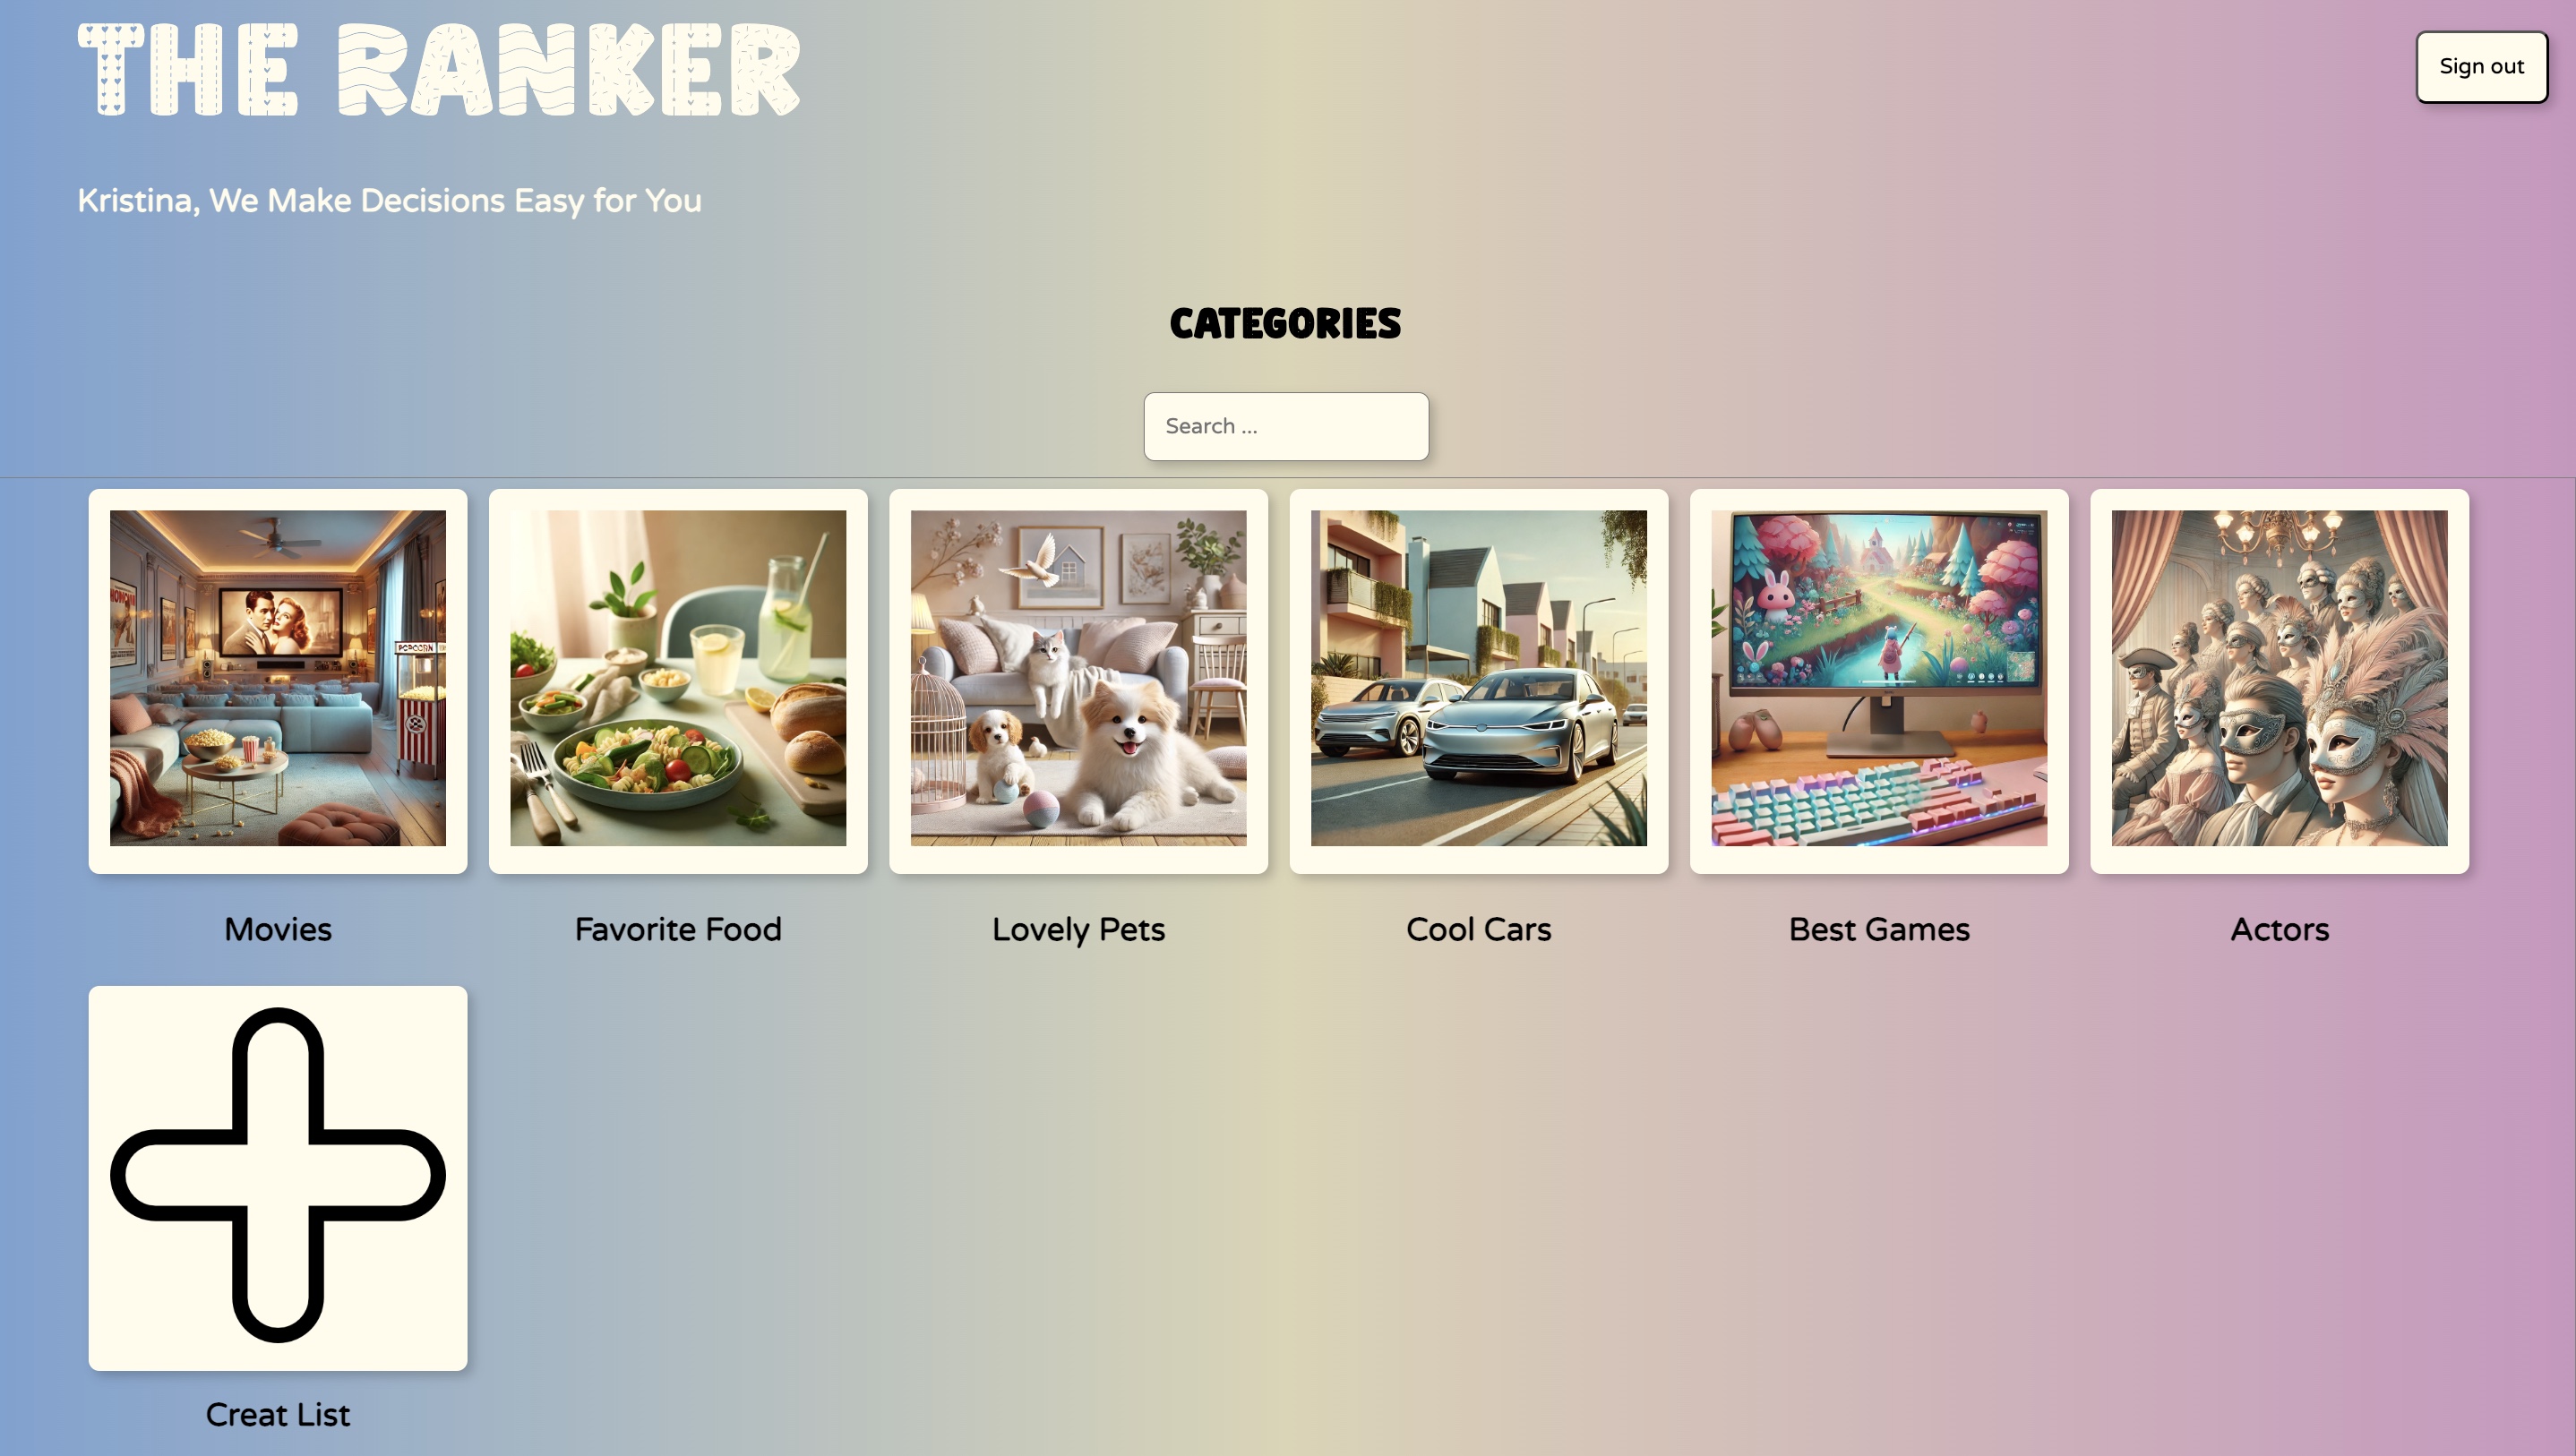 THE RANKER
Sign out
Kristina, We Make Decisions Easy for You
CATEGORIES
Search ...
POPCORN
Movies
Favorite Food
Lovely Pets
Cool Cars
Best Games
Actors
Creat List